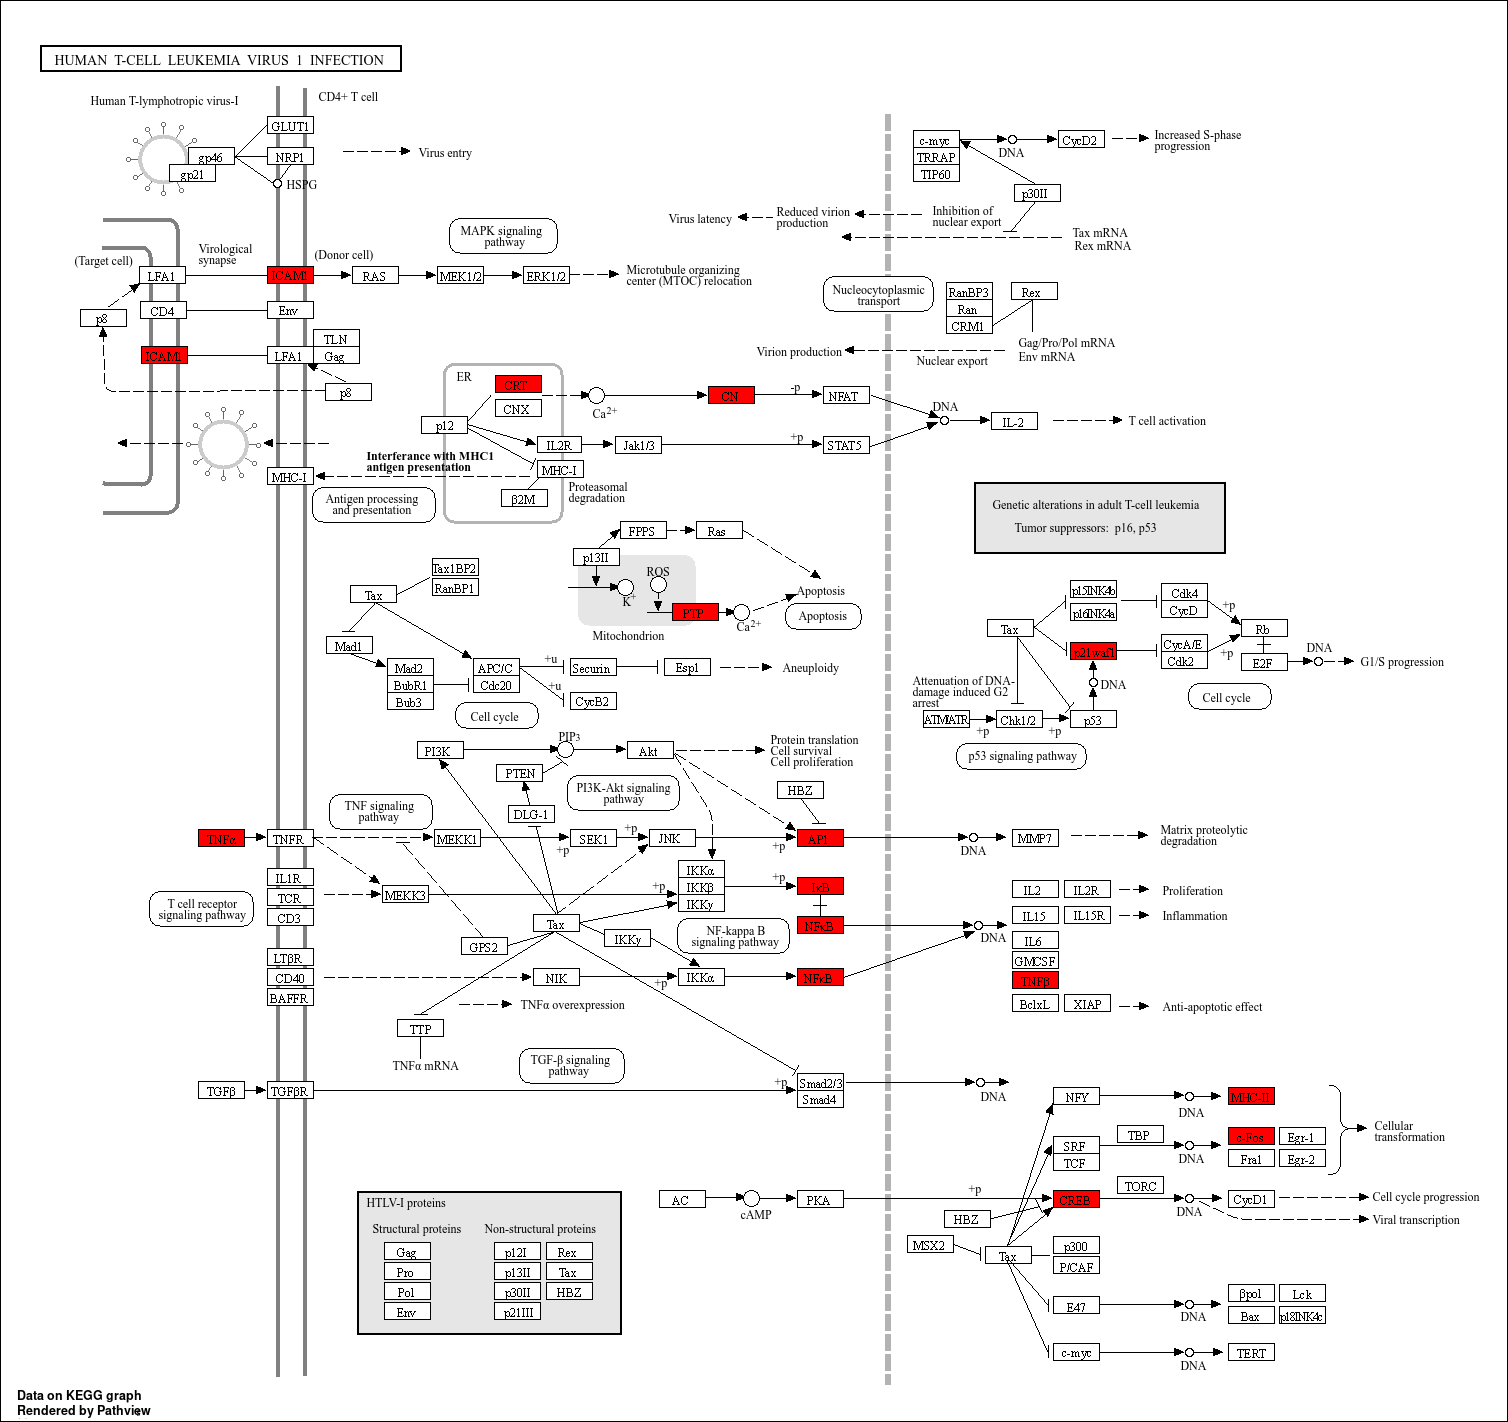 HUMAN T-CELL LEUKEMIA VIRUS 1 INFECTION
Human T-lymphotropic virus-I
CD4+ T cell
GLUT1
gp46
NRP1
gp21
HSPG
Virus entry
c-myc
TRRAP
TIP60
DNA
CycD2
Increased S-phase
progression
p30II
Virus latency
Reduced virion
production
Inhibition of
nuclear export
Tax mRNA
Rex mRNA
MAPK signaling
pathway
(Target cell)
Virological
synapse
(Donor cell)
LFA1
ICAM1
RAS
MEK1/2
ERK1/2
Microtubule organizing
center (MTOC) relocation
p8
CD4
Env
Nucleocytoplasmic
transport
RanBP3
Ran
CRM1
Rex
TLN
ICAM1
LFA1
Gag
p8
Virion production
Nuclear export
Gag/Pro/Pol mRNA
Env mRNA
ER
CRT
CNX
Ca2+
CN
-p
NFAT
DNA
IL-2
T cell activation
p12
IL2R
Jak1/3
+p
STAT5
Interferance with MHC1
antigen presentation
MHC-I
MHC-I
β2M
Proteasomal
degradation
Antigen processing
and presentation
Genetic alterations in adult T-cell leukemia
Tumor suppressors: p16, p53
FPPS
Ras
p13II
ROS
K+
PTP
Ca2+
Apoptosis
Apoptosis
Mitochondrion
Tax1BP2
RanBP1
Tax
Mad1
Mad2
BubR1
Bub3
APC/C
Cdc20
+u
+u
Securin
CycB2
Esp1
Aneuploidy
Cell cycle
p15INK4b
p16INK4a
Cdk4
CycD
+p
Tax
p21waf1
CycA/E
Cdk2
+p
Rb
E2F
DNA
G1/S progression
Attenuation of DNA-
damage induced G2
arrest
DNA
ATM/ATR
+p
Chk1/2
+p
p53
Cell cycle
p53 signaling pathway
PI3K
PIP3
Akt
Protein translation
Cell survival
Cell proliferation
PTEN
PI3K-Akt signaling
pathway
HBZ
DLG-1
TNF signaling
pathway
TNFα
TNFR
MEKK1
+p
SEK1
+p
JNK
+p
AP1
DNA
MMP7
Matrix proteolytic
degradation
IL1R
TCR
CD3
T cell receptor
signaling pathway
MEKK3
+p
IKKα
IKKβ
IKKγ
+p
IκB
NFκB
Tax
GPS2
IKKγ
NF-kappa B
signaling pathway
DNA
IL2
IL2R
Proliferation
IL15
IL15R
Inflammation
IL6
GMCSF
TNFβ
BclxL
XIAP
Anti-apoptotic effect
LTβR
CD40
BAFFR
NIK
+p
IKKα
NFκB
TNFα overexpression
TTP
TNFα mRNA
TGF-β signaling
pathway
TGFβ
TGFβR
+p
Smad2/3
Smad4
DNA
NFY
DNA
MHC-II
SRF
TCF
TBP
DNA
c-Fos
Egr-1
Fra1
Egr-2
Cellular
transformation
AC
cAMP
PKA
+p
CREB
TORC
DNA
CycD1
Cell cycle progression
Viral transcription
HBZ
MSX2
Tax
p300
P/CAF
E47
DNA
βpol
Lck
Bax
p18INK4c
c-myc
DNA
TERT
HTLV-I proteins
Structural proteins
Non-structural proteins
Gag
p12I
Rex
Pro
p13II
Tax
Pol
p30II
HBZ
Env
p21III
Data on KEGG graph
Rendered by Pathview